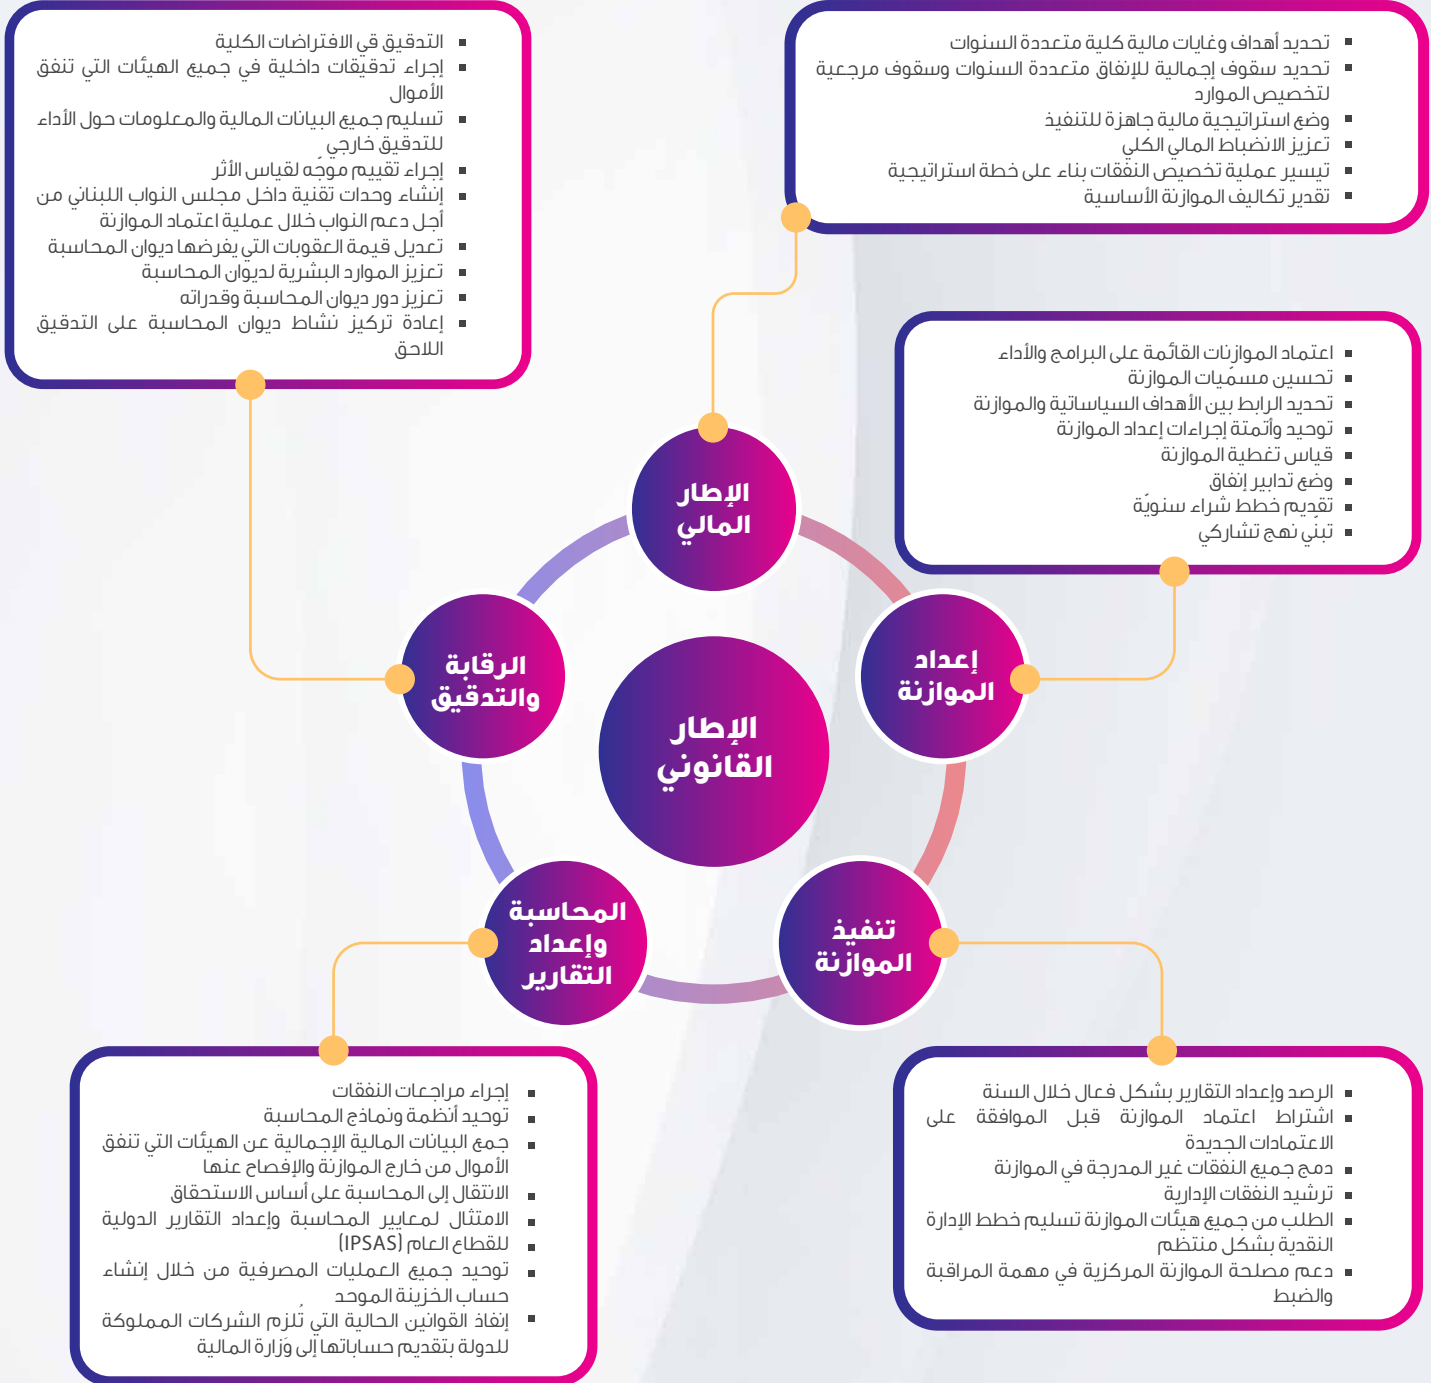 تحديد أهداف وغايات مالية كلية متعددة السنوات
تحديد سقوف إجمالية للإنفاق متعددة السنوات وسقوف مرجعية
لتخصيص الموارد
وضع استراتيجية مالية جاهزة للتنفيذ
تعزيز الانضباط المالي الكلي
تيسير عملية تخصيص النفقات بناء على خطة استراتيجية
تقدير تكاليف الموازنة الأساسية
التدقيق في الافتراضات الكلية
إجراء تدقيقات داخلية في جميع الهيئات التي تنفق
الأموال
تسليم جميع البيانات المالية والمعلومات حول الأداء
للتدقيق خارجي
إجراء تقييم موجّه لقياس الأثر
إنشاء وحدات تقنية داخل مجلس النواب اللبناني من
أجل دعم النواب خلال عملية اعتماد الموازنة
تعديل قيمة العقوبات التي يفرضها ديوان المحاسبة
تعزيز الموارد البشرية لديوان المحاسبة
تعزيز دور ديوان المحاسبة وقدراته
إعادة تركيز نشاط ديوان المحاسبة على التدقيق
اللاحق
اعتماد الموازنات القائمة على البرامج والأداء
تحسين مسمّيات الموازنة
تحديد الرابط بين الأهداف السياساتية والموازنة
توحيد وأتمتة إجراءات إعداد الموازنة
قياس تغطية الموازنة
وضع تدابير إنفاق
تقديم خطط شراء سنويّة
تبنّي نهج تشاركي
الإطار
المالي
إعداد
الموازنة
الرقابة
والتدقيق
الإطار
القانوني
تنفيذ
الموازنة
المحاسبة
وإعداد
التقارير
الرصد وإعداد التقارير بشكل فعال خلال السنة
اشتراط اعتماد الموازنة قبل الموافقة على
الاعتمادات الجديدة
دمج جميع النفقات غير المدرجة في الموازنة
ترشيد النفقات الإدارية
الطلب من جميع هيئات الموازنة تسليم خطط الإدارة
النقدية بشكل منتظم
دعم مصلحة الموازنة المركزية في مهمة المراقبة
والضبط
إجراء مراجعات النفقات
توحيد أنظمة ونماذج المحاسبة
جمع البيانات المالية الإجمالية عن الهيئات التي تنفق
الأموال من خارج الموازنة والإفصاح عنها
الانتقال إلى المحاسبة على أساس الاستحقاق
الامتثال لمعايير المحاسبة وإعداد التقارير الدولية
للقطاع العام (IPSAS)
توحيد جميع العمليات المصرفية من خلال إنشاء
حساب الخزينة الموحد
إنفاذ القوانين الحالية التي تُلزم الشركات المملوكة
للدولة بتقديم حساباتها إلى وَزارة المالية